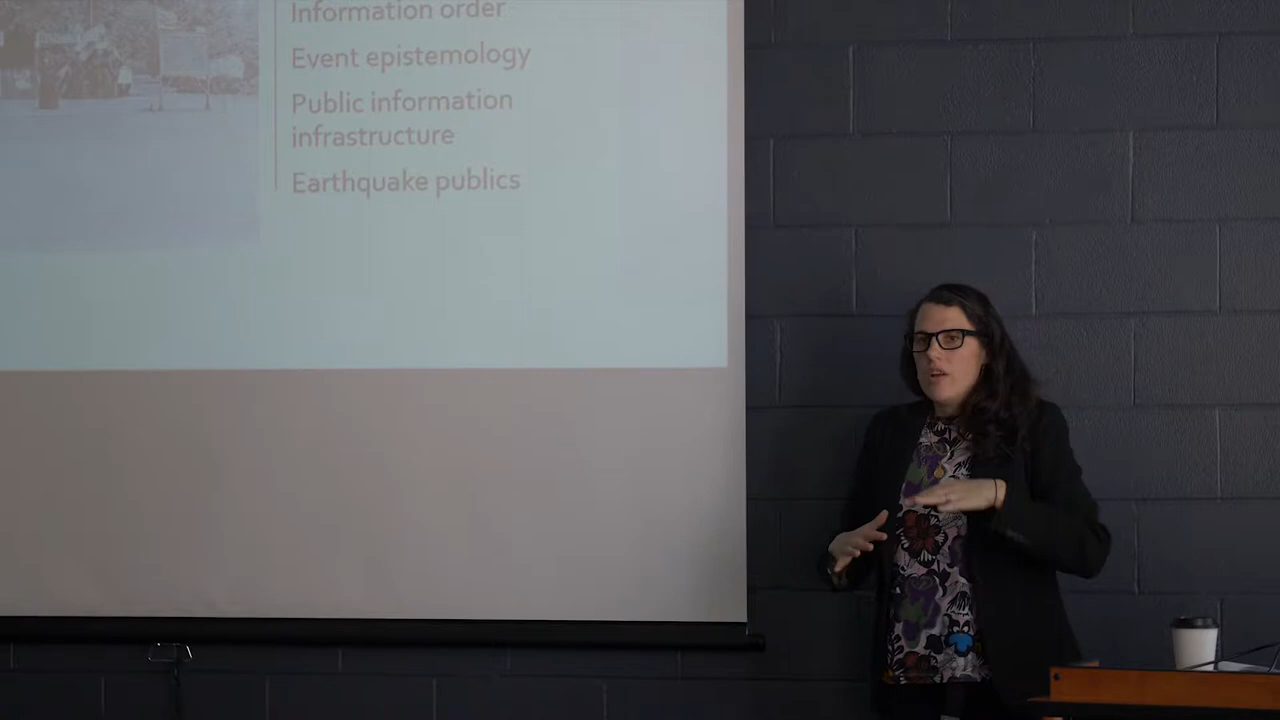 Information order
Event epistemology
Public information
infrastructure
Earthquake publics